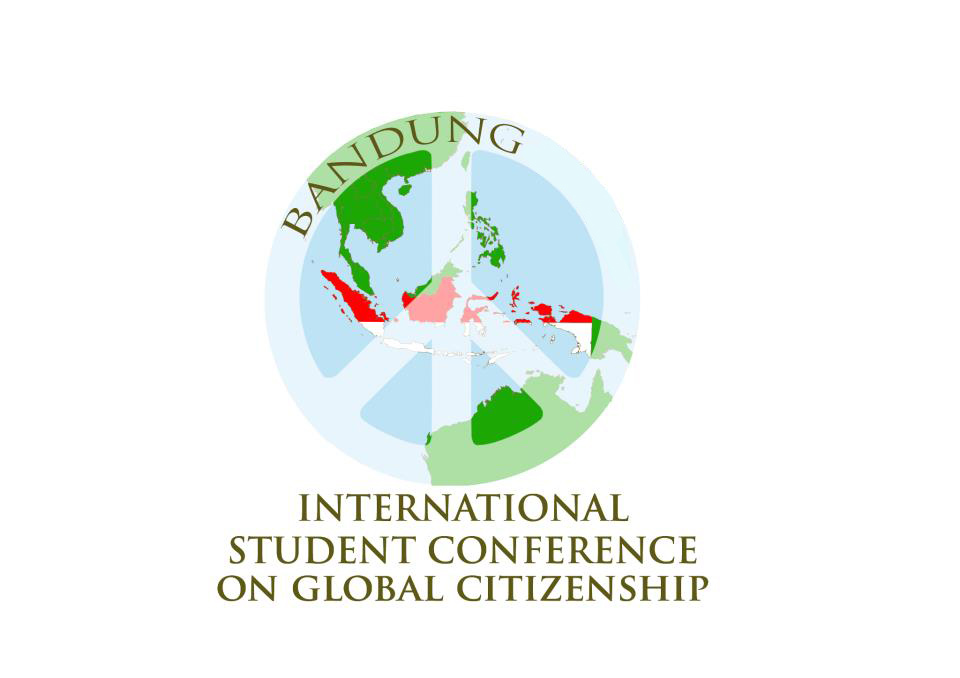 BANDUNG
INTERNATIONAL
STUDENT CONFERENCE
ON GLOBAL CITIZENSHIP